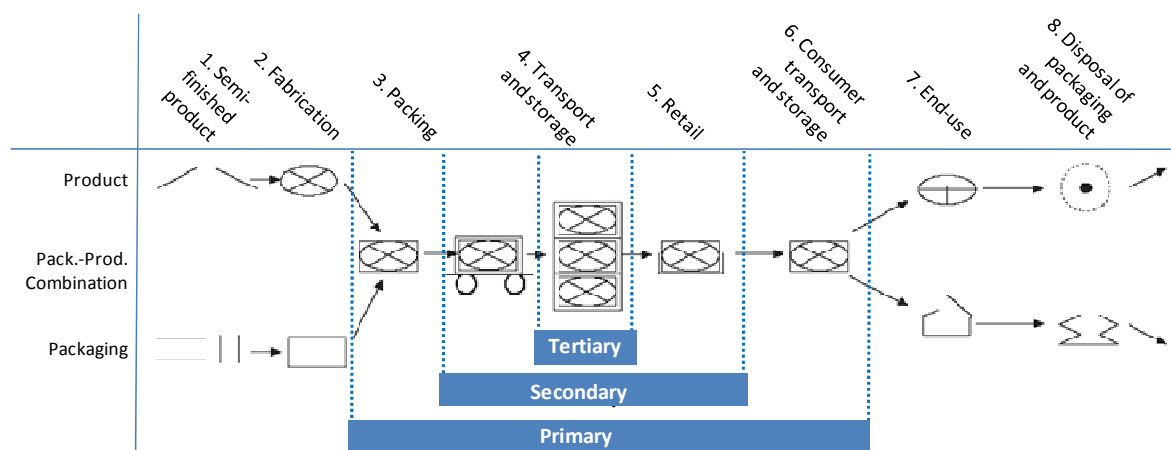 1. Semi-
finished
product
2. Fabrication
3. Packing
4. Transport
and storage
5. Retail
6. Consumer
transport
and storage
7. End-use
8. Disposal of
packaging
and product
Product
Pack.-Prod.
Combination
Packaging
Tertiary
Secondary
Primary